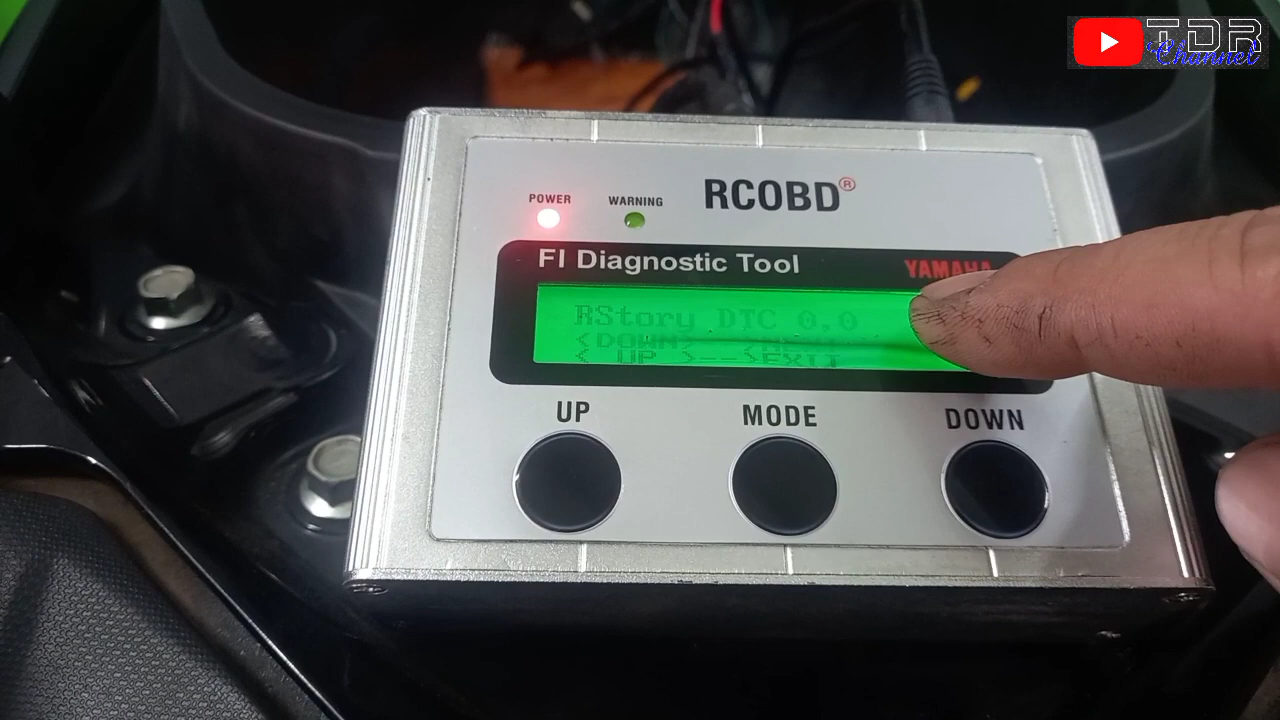 TDR
Channel
POWER
WARNING
RCOBD®
FI Diagnostic Tool
YAMAHA
RStory DTC 0,0
<DOWN>
< UP >-->EXIT
UP
MODE
DOWN